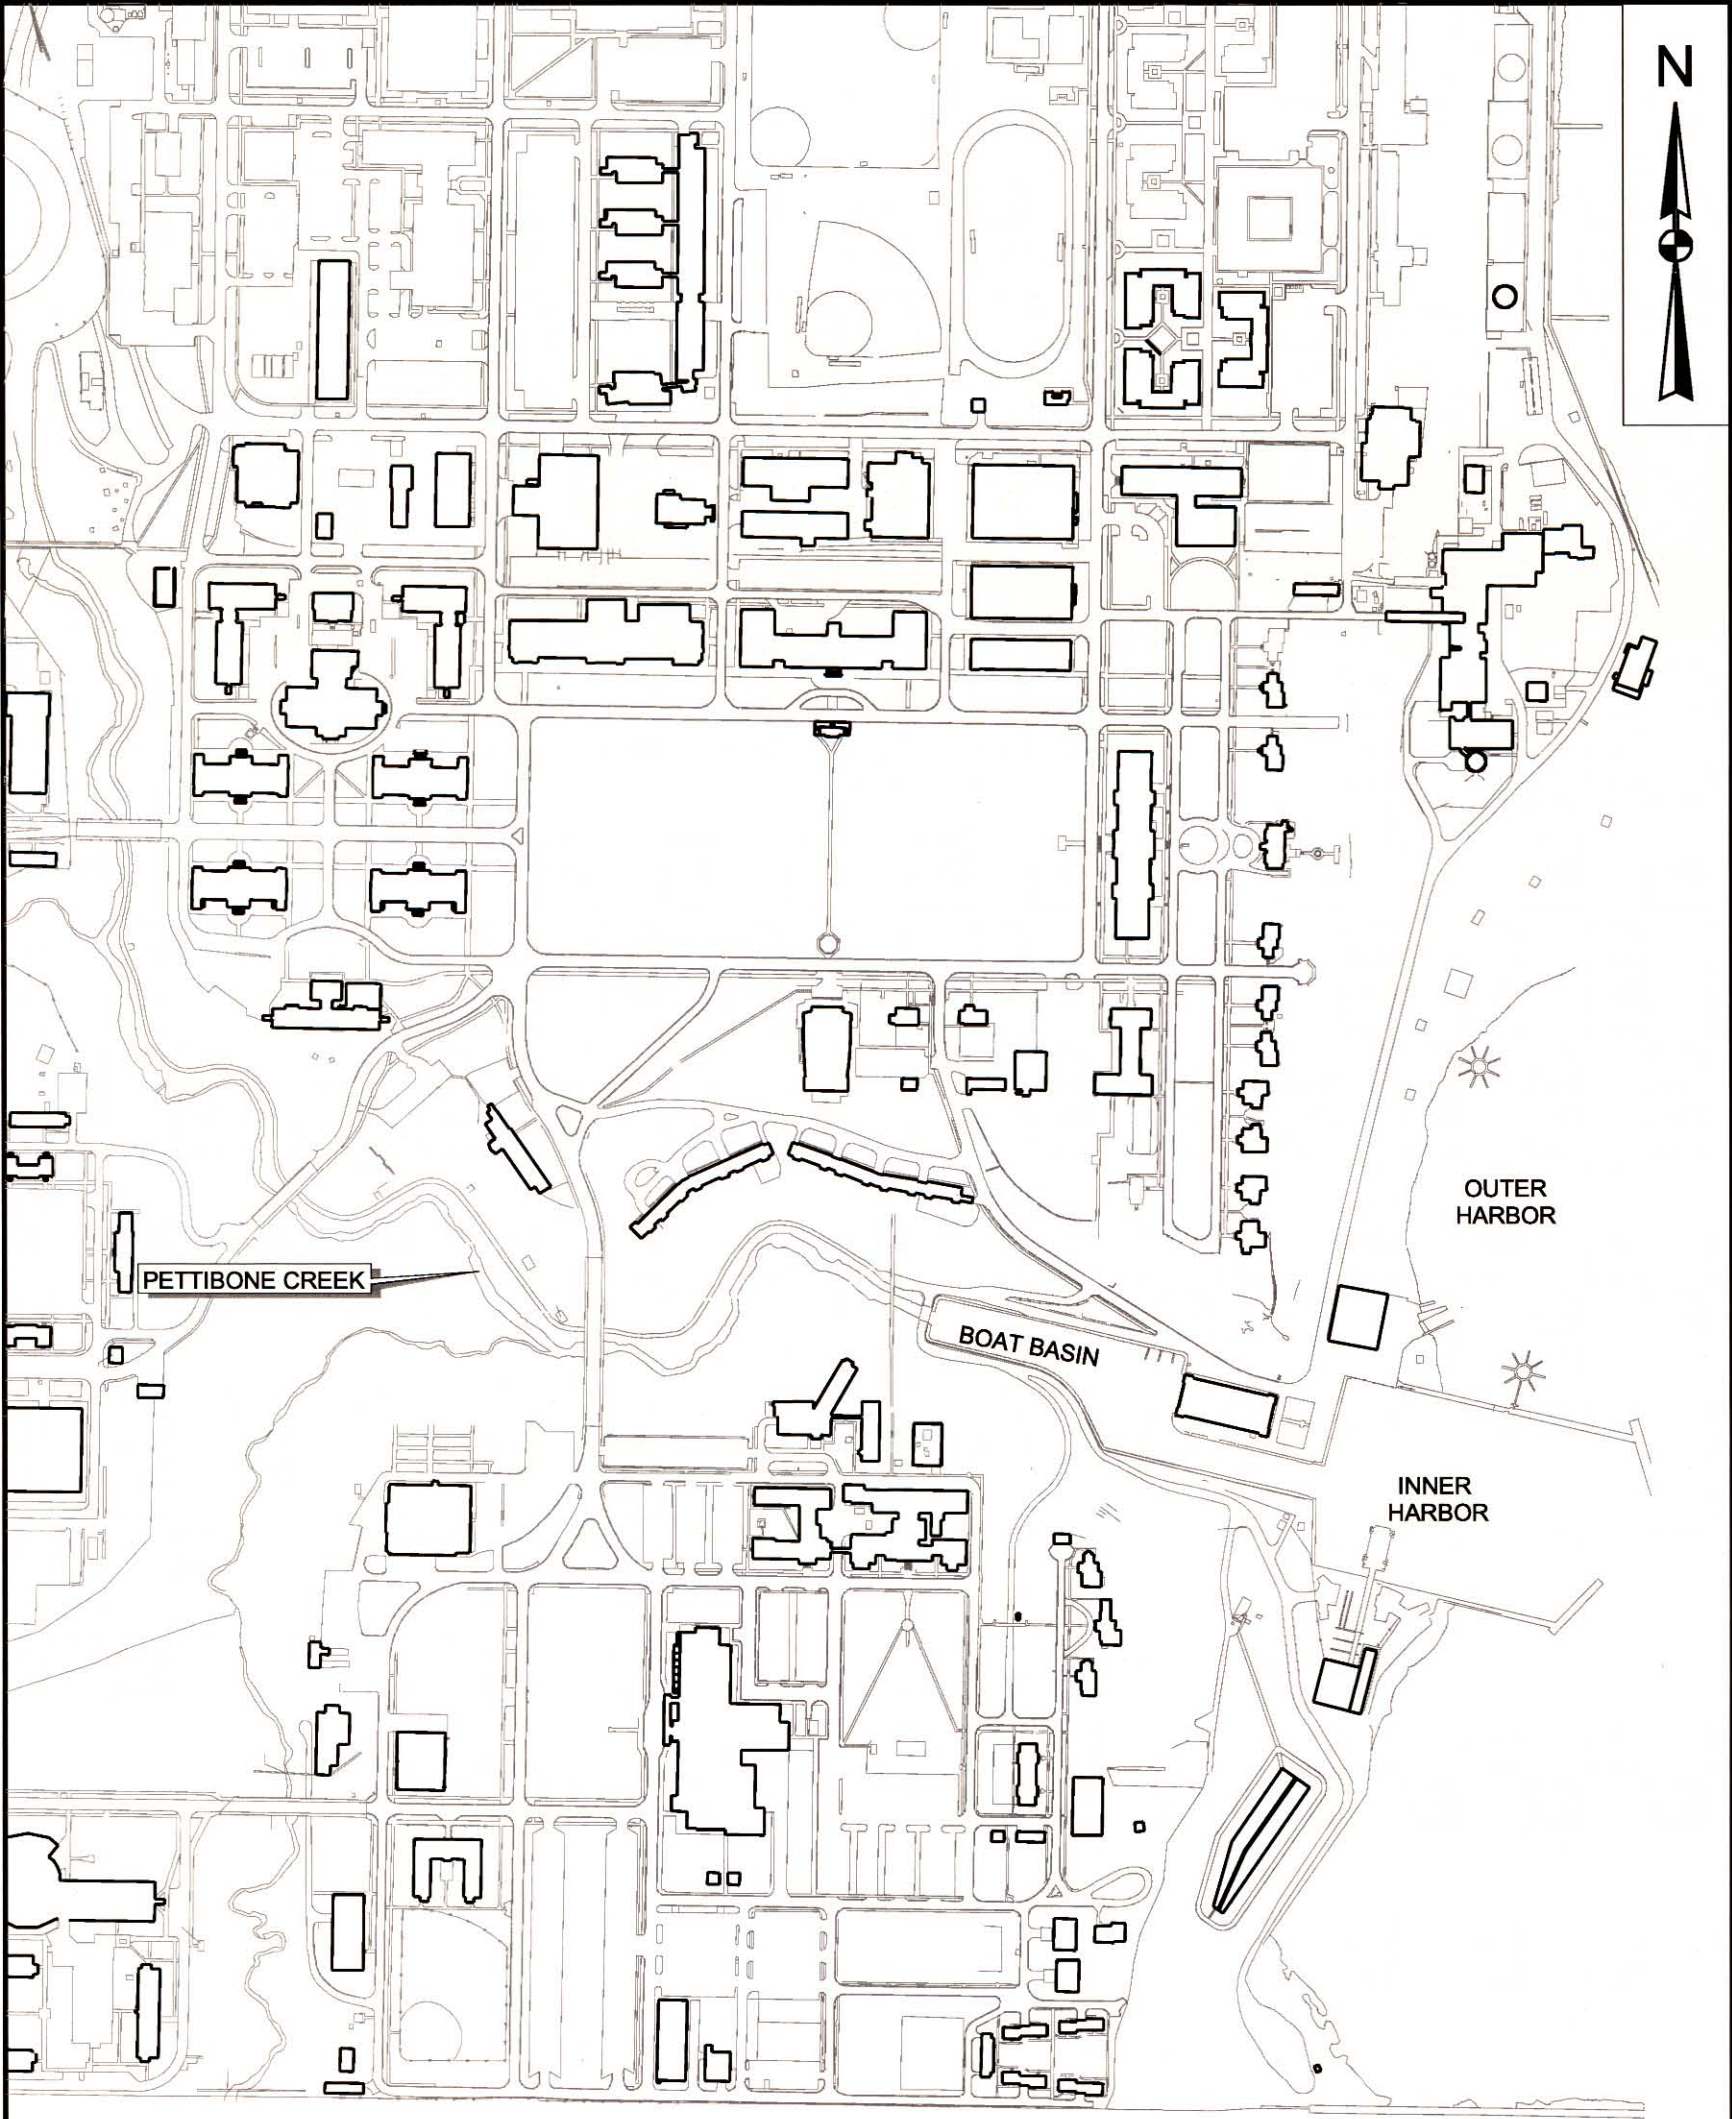 N
OUTER
HARBOR
PETTIBONE CREEK
BOAT BASIN
INNER
HARBOR